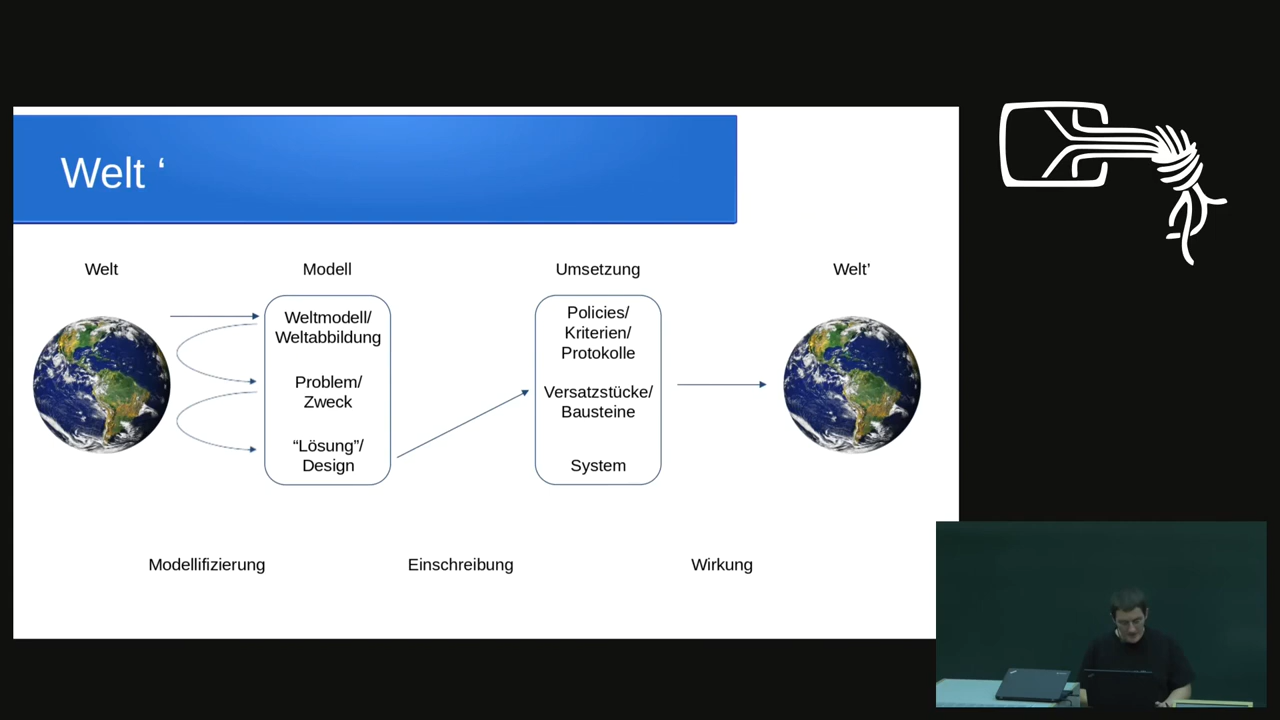 Welt ‘
Welt
Modell
Umsetzung
Welt’
Weltmodell/
Weltabbildung
Problem/
Zweck
“Lösung”/
Design
Policies/
Kriterien/
Protokolle
Versatzstücke/
Bausteine
System
Modellifizierung
Einschreibung
Wirkung